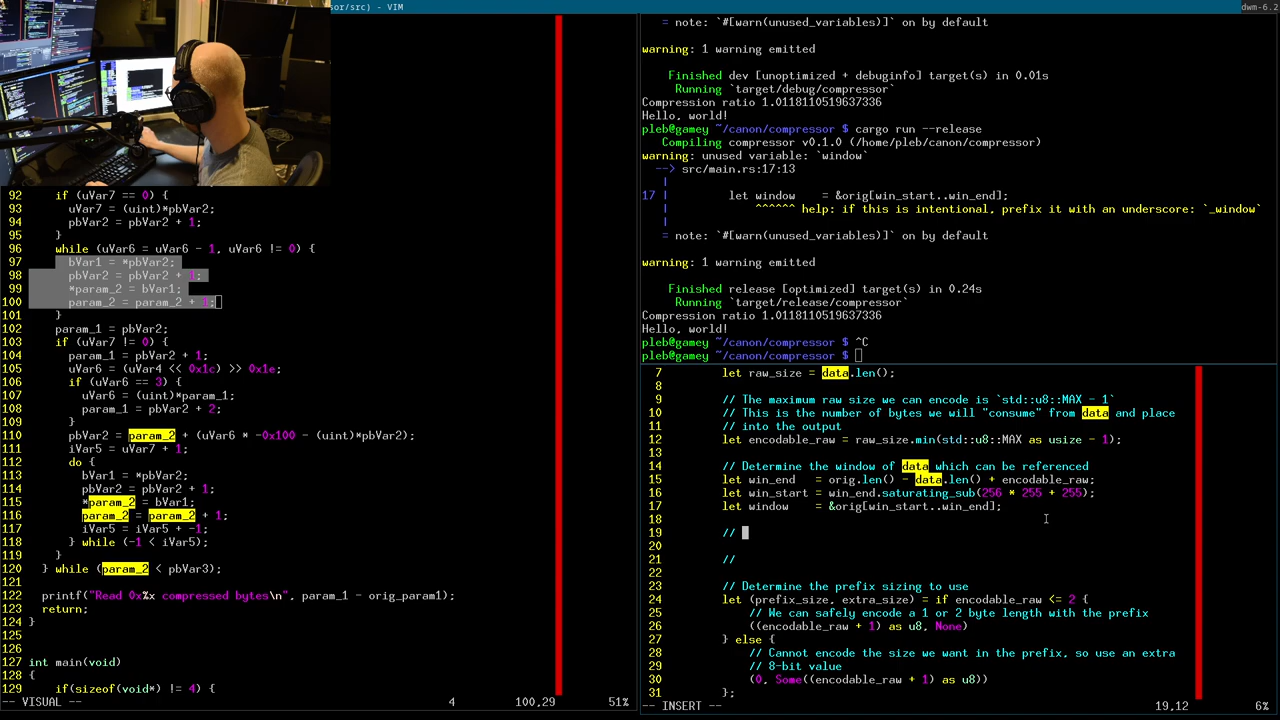 sor/src) - VIM
dwm-6.2
92 if (uVar7 == 0) {
93 uVar7 = (uint)*pbVar2;
94 pbVar2 = pbVar2 + 1;
95 }
96 while (uVar6 = uVar6 - 1, uVar6 != 0) {
97 bVar1 = *pbVar2;
98 pbVar2 = pbVar2 + 1;
99 *param_2 = bVar1;
100 param_2 = param_2 + 1;
101 }
102 param_1 = pbVar2;
103 if (uVar7 != 0) {
104 param_1 = pbVar2 + 1;
105 uVar6 = (uVar4 << 0x1c) >> 0x1e;
106 if (uVar6 == 3) {
107 uVar6 = (uint)*param_1;
108 param_1 = pbVar2 + 2;
109 }
110 pbVar2 = param_2 + (uVar6 * -0x100 - (uint)*pbVar2);
111 iVar5 = uVar7 + 1;
112 do {
113 bVar1 = *pbVar2;
114 pbVar2 = pbVar2 + 1;
115 *param_2 = bVar1;
116 param_2 = param_2 + 1;
117 iVar5 = iVar5 + -1;
118 } while (-1 < iVar5);
119 }
120 } while (param_2 < pbVar3);
121
122 printf("Read 0x%x compressed bytes\n", param_1 - orig_param1);
123 return;
124 }
125
126
127 int main(void)
128 {
129 if(sizeof(void*) != 4) {
-- VISUAL -- 4 100,29 51%
= note: `#[warn(unused_variables)]` on by default
warning: 1 warning emitted
Finished dev [unoptimized + debuginfo] target(s) in 0.01s
Running `target/debug/compressor`
Compression ratio 1.0118110519637336
Hello, world!
pleb@gamey ~/canon/compressor $ cargo run --release
Compiling compressor v0.1.0 (/home/pleb/canon/compressor)
warning: unused variable: `window`
--> src/main.rs:17:13
|
17 | let window = &orig[win_start..win_end];
| ^^^^^^ help: if this is intentional, prefix it with an underscore: `_window`
|
= note: `#[warn(unused_variables)]` on by default
warning: 1 warning emitted
Finished release [optimized] target(s) in 0.24s
Running `target/release/compressor`
Compression ratio 1.0118110519637336
Hello, world!
pleb@gamey ~/canon/compressor $ ^C
pleb@gamey ~/canon/compressor $
7 let raw_size = data.len();
8
9 // The maximum raw size we can encode is `std::u8::MAX - 1`
10 // This is the number of bytes we will "consume" from data and place
11 // into the output
12 let encodable_raw = raw_size.min(std::u8::MAX as usize - 1);
13
14 // Determine the window of data which can be referenced
15 let win_end = orig.len() - data.len() + encodable_raw;
16 let win_start = win_end.saturating_sub(256 * 255 + 255);
17 let window = &orig[win_start..win_end];
18
19 //
20
21 //
22
23 // Determine the prefix sizing to use
24 let (prefix_size, extra_size) = if encodable_raw <= 2 {
25 // We can safely encode a 1 or 2 byte length with the prefix
26 ((encodable_raw + 1) as u8, None)
27 } else {
28 // Cannot encode the size we want in the prefix, so use an extra
29 // 8-bit value
30 (0, Some((encodable_raw + 1) as u8))
31 };
-- INSERT -- 19,12 6%